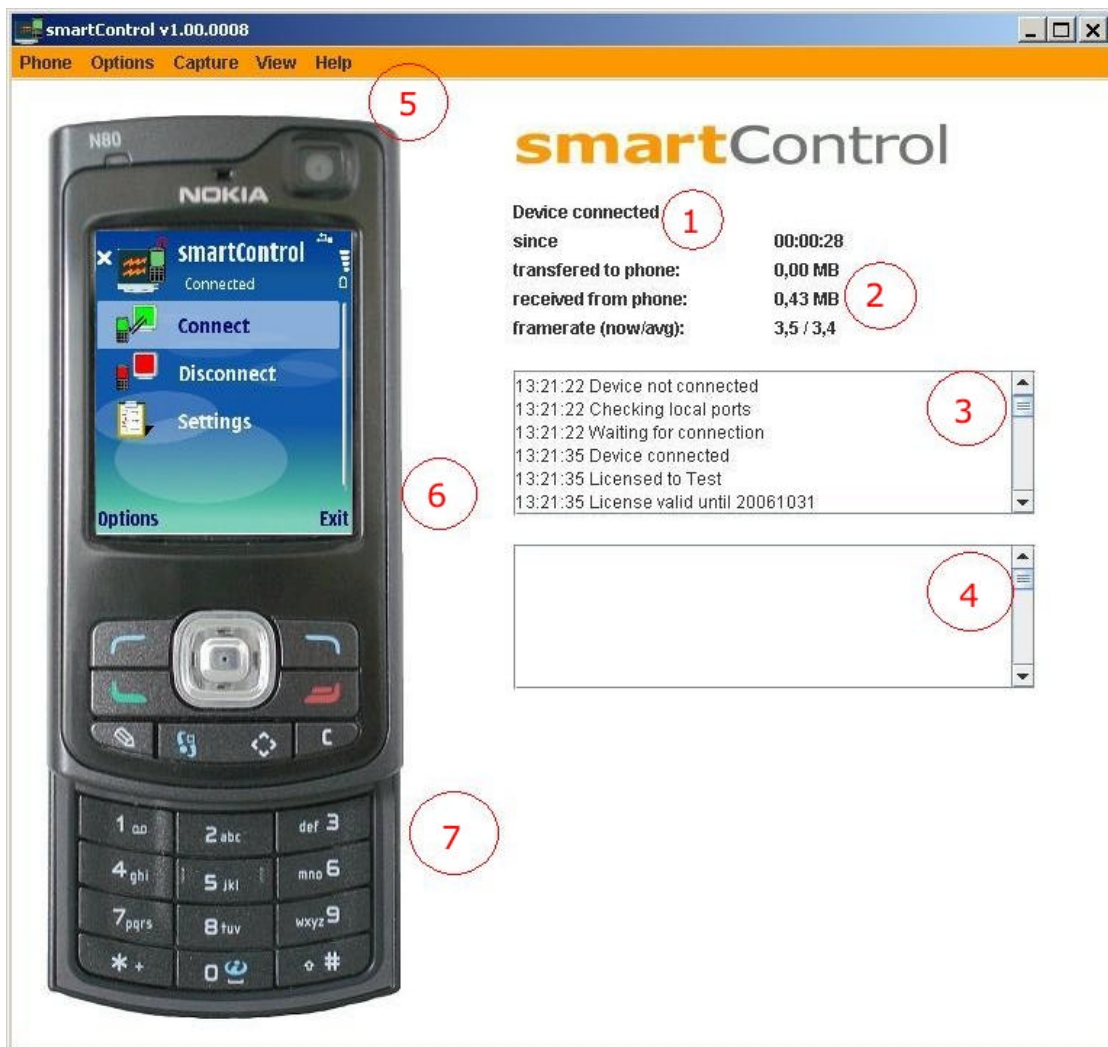 smartControl v1.00.0008
Phone Options Capture View Help
5
N80
NOKIA
smartControl
Connected
Connect
Disconnect
Settings
Options Exit
6
C
1 2 abc def 3
4 ghi 5 jkl mno 6
7 pqrs 8 tuv wxyz 9
* + 0 #
7
smartControl
Device connected
1
since 00:00:28
transfered to phone: 0,00 MB
received from phone: 0,43 MB
2
framerate (now/avg): 3,5 / 3,4
13:21:22 Device not connected
13:21:22 Checking local ports
13:21:22 Waiting for connection
13:21:35 Device connected
13:21:35 Licensed to Test
13:21:35 License valid until 20061031
3
4